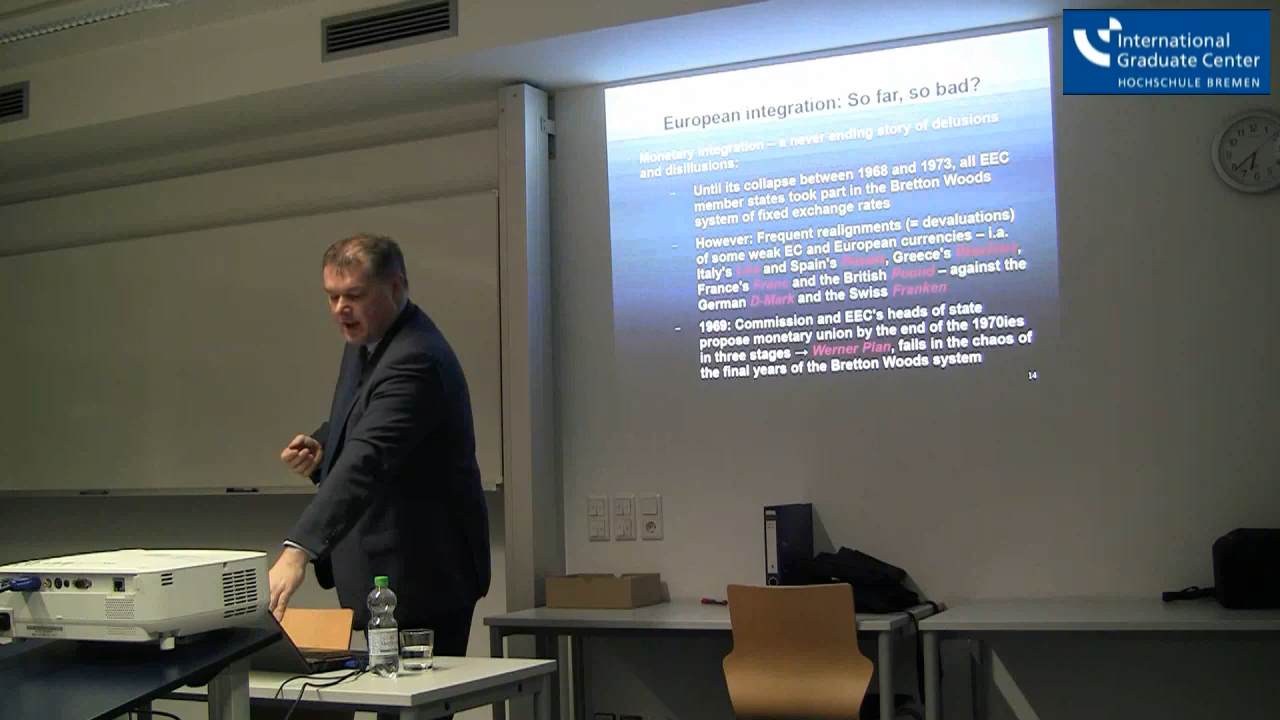 International
Graduate Center
HOCHSCHULE BREMEN
European integration: So far, so bad?
Monetary integration – a never ending story of delusions
and disillusions:
- Until its collapse between 1968 and 1973, all EEC
member states took part in the Bretton Woods
system of fixed exchange rates
- However: Frequent realignments (= devaluations)
of some weak EC and European currencies – i.a.
Italy's Lira and Spain's Peseta, Greece's Drachme,
France's Franc and the British Pound – against the
German D-Mark and the Swiss Franken
- 1969: Commission and EEC's heads of state
propose monetary union by the end of the 1970ies
in three stages → Werner Plan, fails in the chaos of
the final years of the Bretton Woods system
14